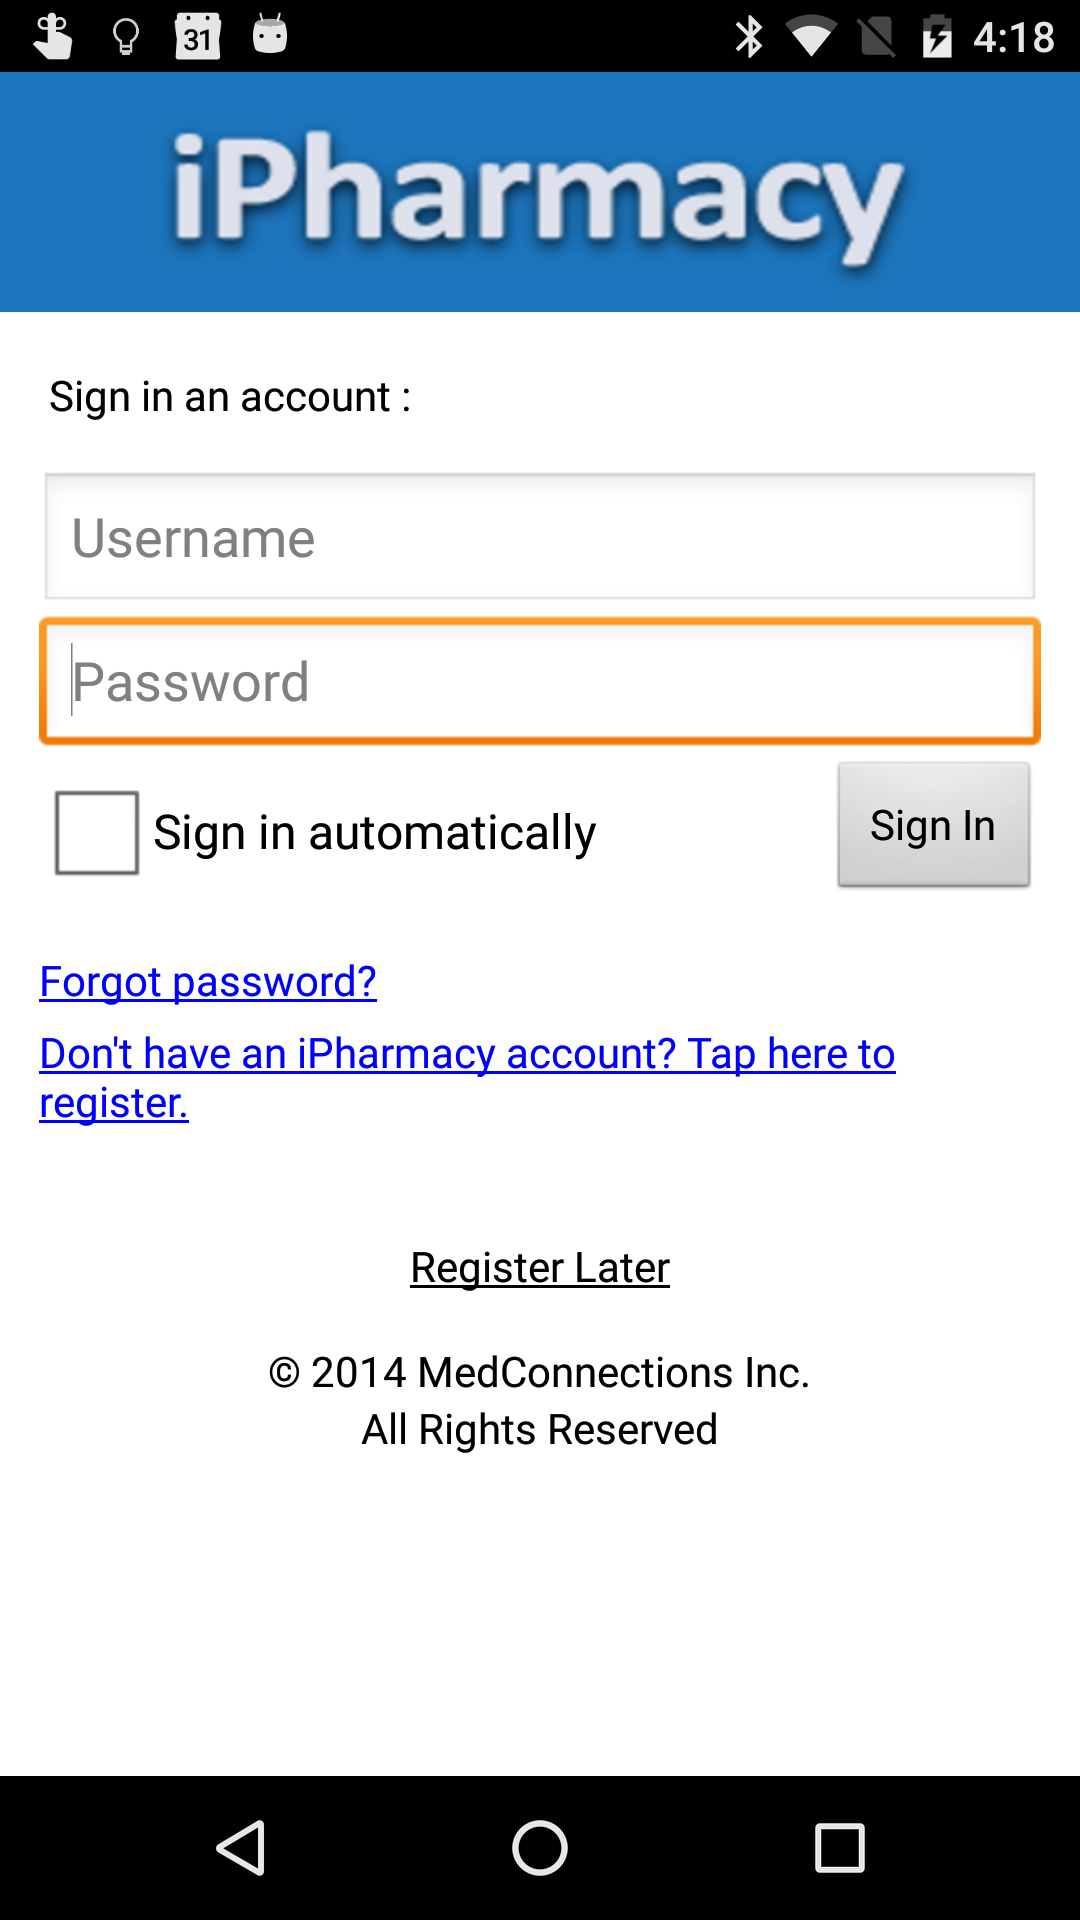 31
4:18
iPharmacy
Sign in an account :
Username
Password
Sign in automatically
Sign In
Forgot password?
Don't have an iPharmacy account? Tap here to
register.
Register Later
© 2014 MedConnections Inc.
All Rights Reserved